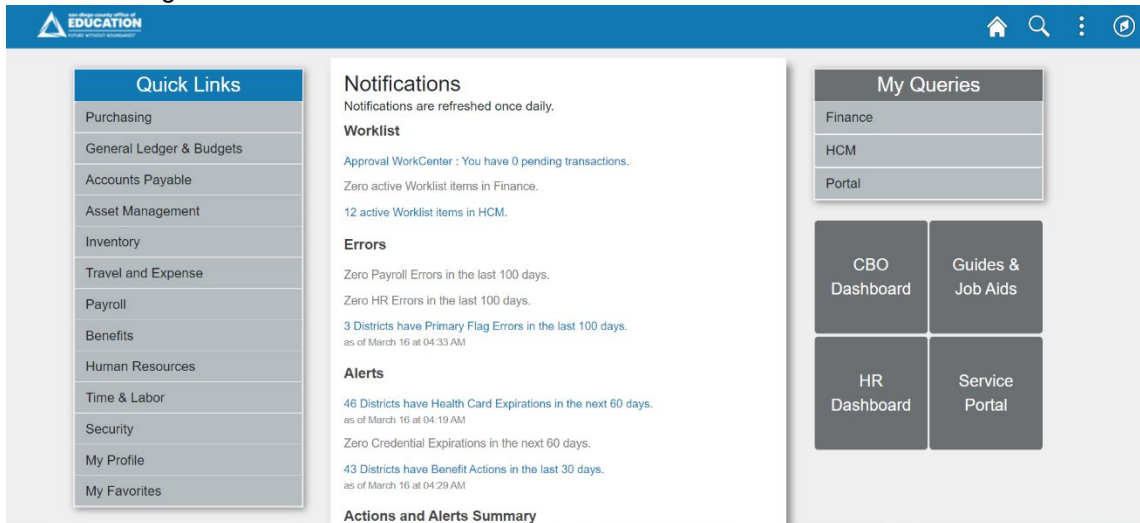 san diego county office of
EDUCATION
FUTURE WITHOUT BOUNDARIES™
Quick Links
Purchasing
General Ledger & Budgets
Accounts Payable
Asset Management
Inventory
Travel and Expense
Payroll
Benefits
Human Resources
Time & Labor
Security
My Profile
My Favorites
Notifications
Notifications are refreshed once daily.
Worklist
Approval WorkCenter : You have 0 pending transactions.
Zero active Worklist items in Finance.
12 active Worklist items in HCM.
Errors
Zero Payroll Errors in the last 100 days.
Zero HR Errors in the last 100 days.
3 Districts have Primary Flag Errors in the last 100 days.
as of March 16 at 04:33 AM
Alerts
46 Districts have Health Card Expirations in the next 60 days.
as of March 16 at 04:19 AM
Zero Credential Expirations in the next 60 days.
43 Districts have Benefit Actions in the last 30 days.
as of March 16 at 04:29 AM
Actions and Alerts Summary
My Queries
Finance
HCM
Portal
CBO
Dashboard
Guides &
Job Aids
HR
Dashboard
Service
Portal